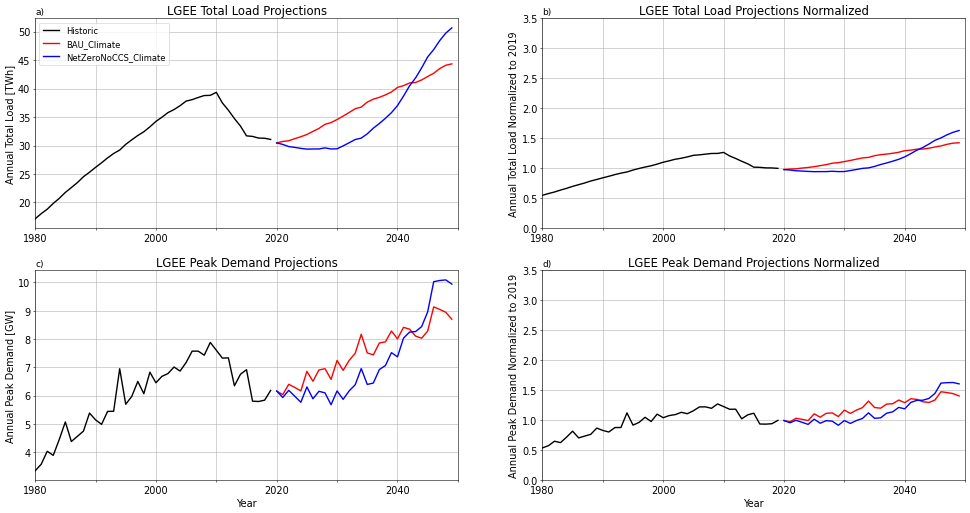 a)
LGEE Total Load Projections
Historic
BAU_Climate
NetZeroNoCCS_Climate
Annual Total Load [TWh]
50
45
40
35
30
25
20
1980
2000
2020
2040
b)
LGEE Total Load Projections Normalized
Annual Total Load Normalized to 2019
3.5
3.0
2.5
2.0
1.5
1.0
0.5
0.0
1980
2000
2020
2040
c)
LGEE Peak Demand Projections
Annual Peak Demand [GW]
10
9
8
7
6
5
4
1980
2000
2020
2040
Year
d)
LGEE Peak Demand Projections Normalized
Annual Peak Demand Normalized to 2019
3.5
3.0
2.5
2.0
1.5
1.0
0.5
0.0
1980
2000
2020
2040
Year